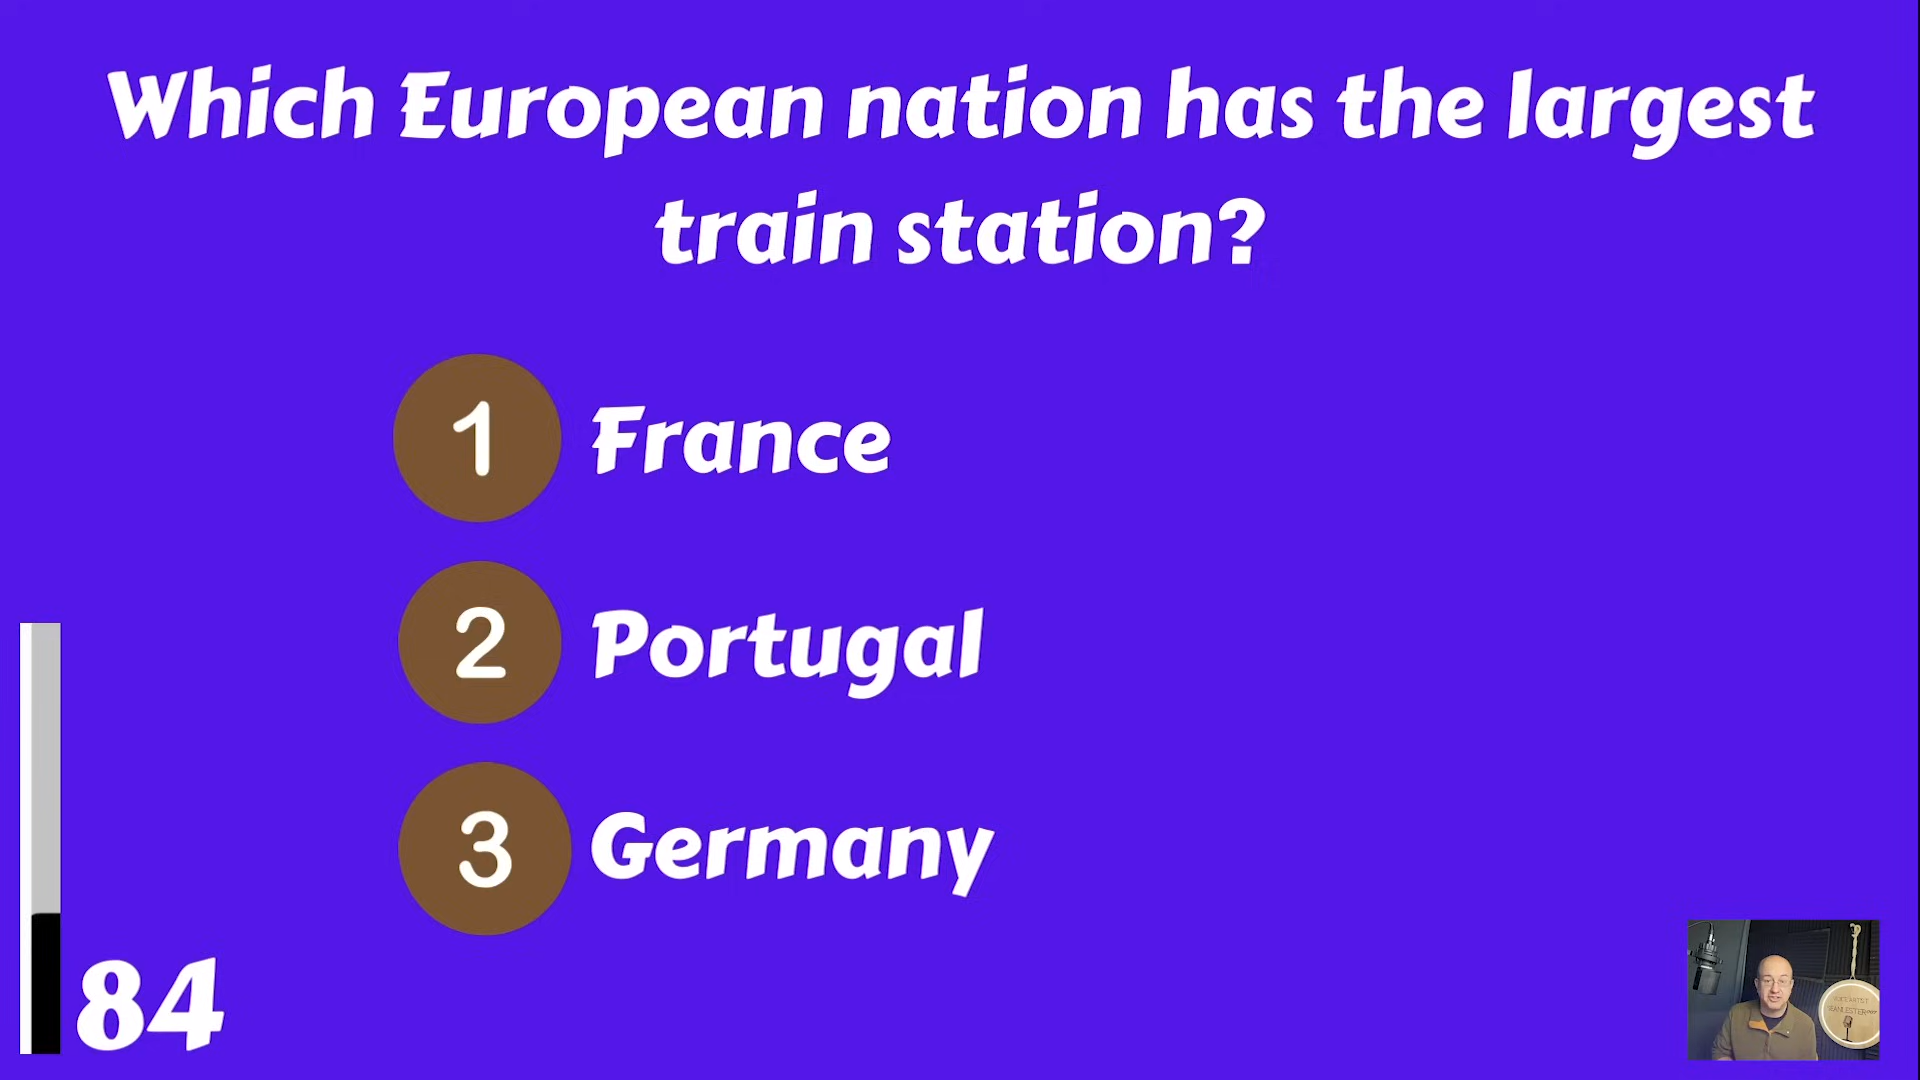 Which European nation has the largest
train station?
1 France
2 Portugal
3 Germany
84